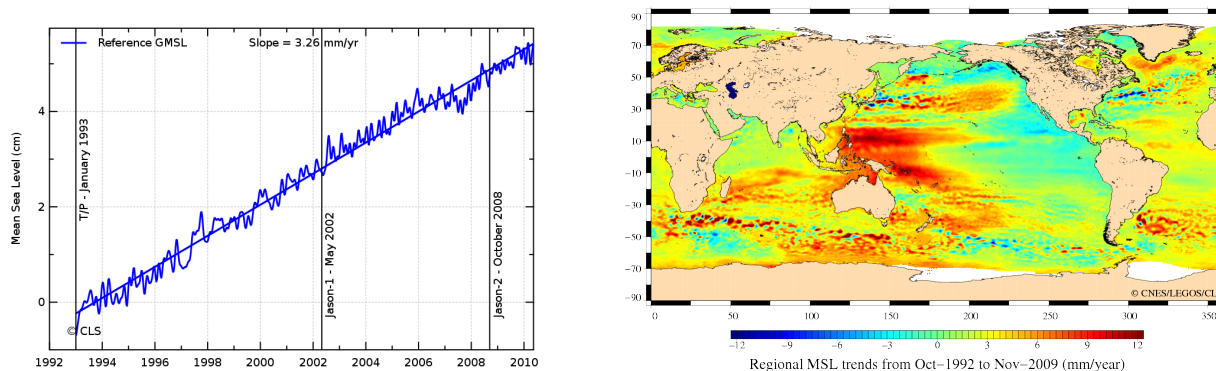 Reference GMSL
Slope = 3.26 mm/yr
Mean Sea Level (cm)
4
2
0
T/P - January 1993
Jason-1 - May 2002
Jason-2 - October 2008
© CLS
1992 1994 1996 1998 2000 2002 2004 2006 2008 2010
90
70
50
30
10
−10
−30
−50
−70
−90
© CNES/LEGOS/CL
0 50 100 150 200 250 300 350
−12 −9 −6 −3 0 3 6 9 12
Regional MSL trends from Oct−1992 to Nov−2009 (mm/year)